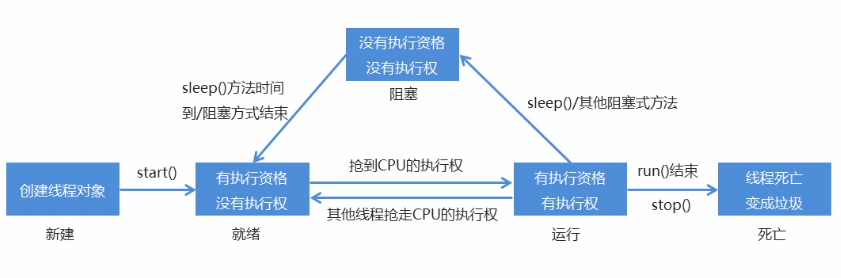 没有执行资格
没有执行权
阻塞
sleep()方法时间
到/阻塞方式结束
sleep()/其他阻塞式方法
创建线程对象
新建
start()
有执行资格
没有执行权
就绪
抢到CPU的执行权
其他线程抢走CPU的执行权
有执行资格
有执行权
运行
run()结束
stop()
线程死亡
变成垃圾
死亡